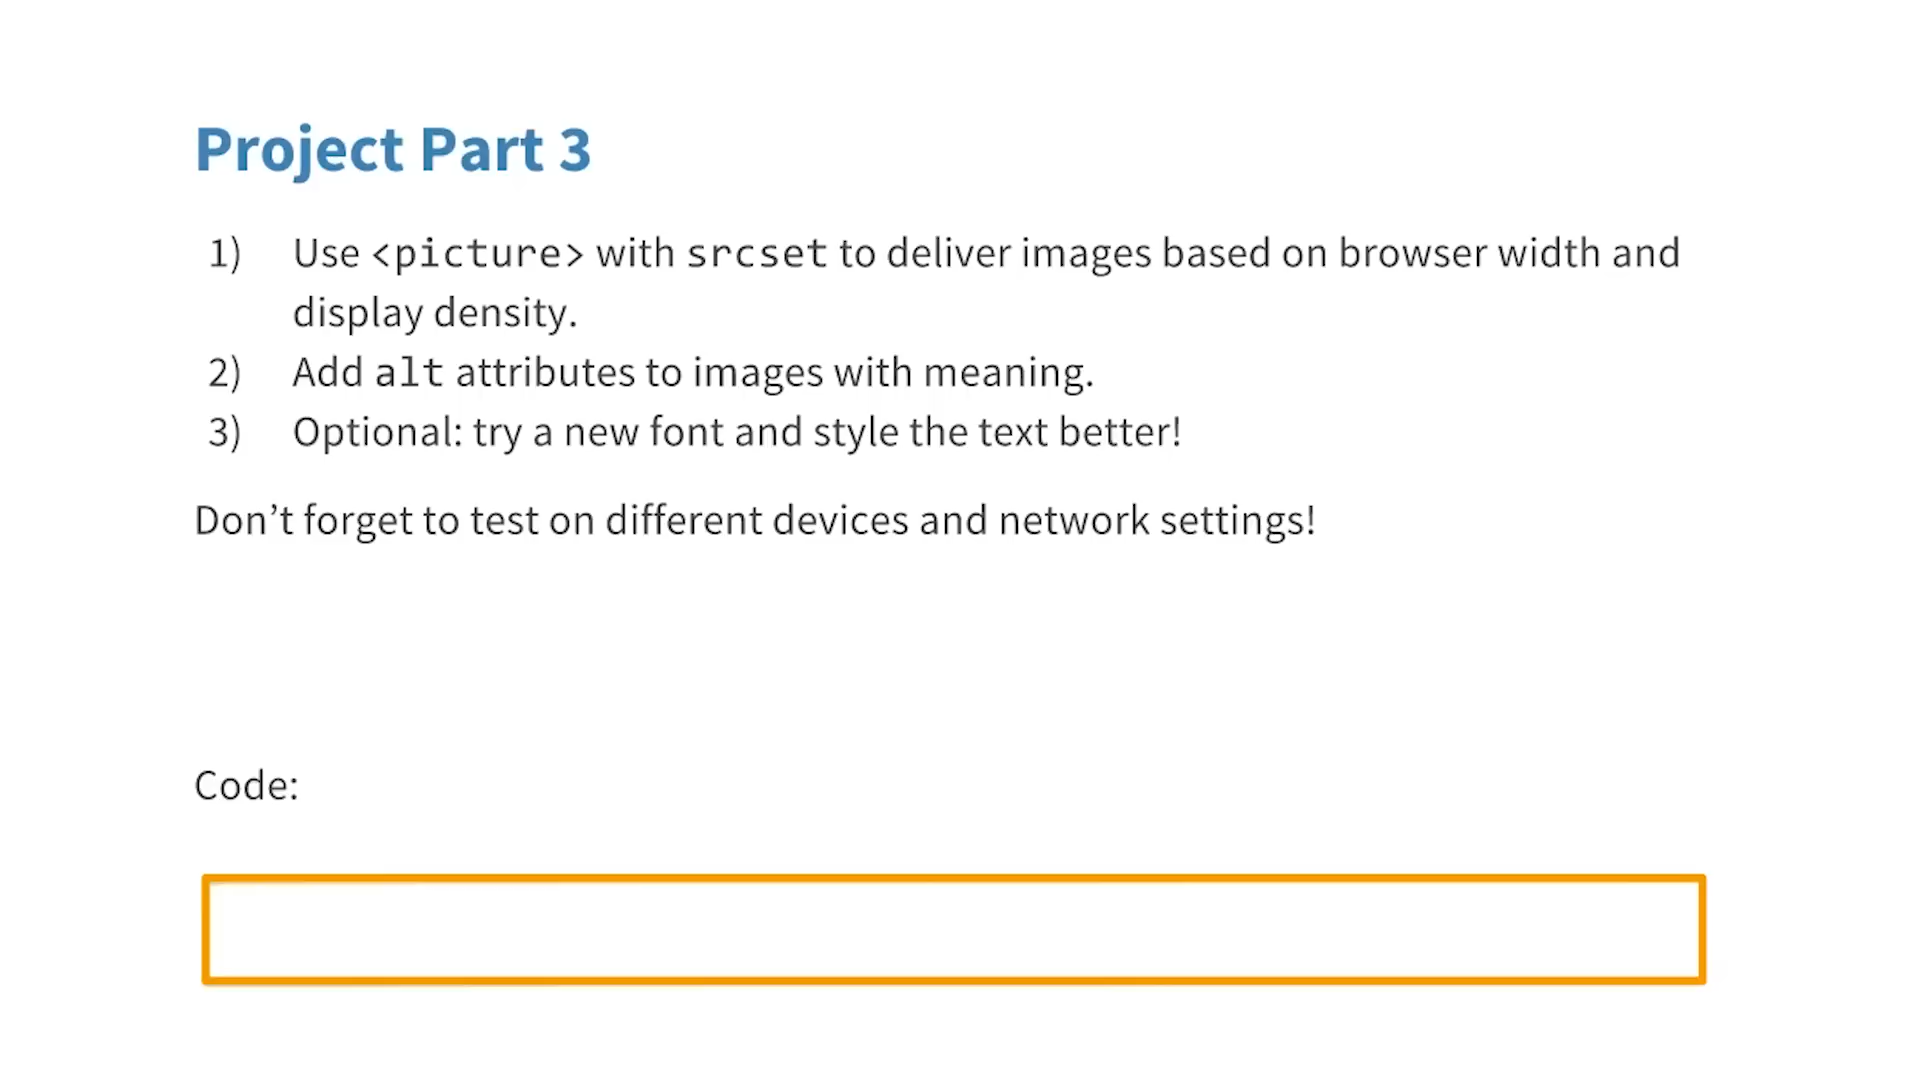 Project Part 3
1) Use <picture> with srcset to deliver images based on browser width and
display density.
2) Add alt attributes to images with meaning.
3) Optional: try a new font and style the text better!
Don’t forget to test on different devices and network settings!
Code: